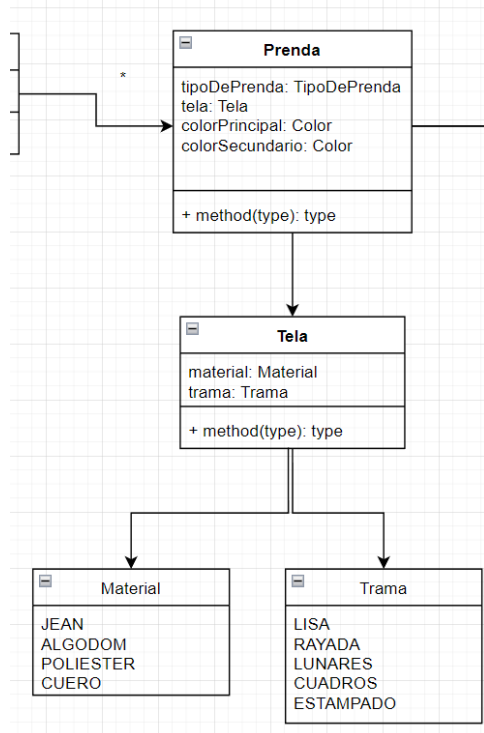 *
Prenda
tipoDePrenda: TipoDePrenda
tela: Tela
colorPrincipal: Color
colorSecundario: Color
+ method(type): type
Tela
material: Material
trama: Trama
+ method(type): type
Material
JEAN
ALGODOM
POLIESTER
CUERO
Trama
LISA
RAYADA
LUNARES
CUADROS
ESTAMPADO